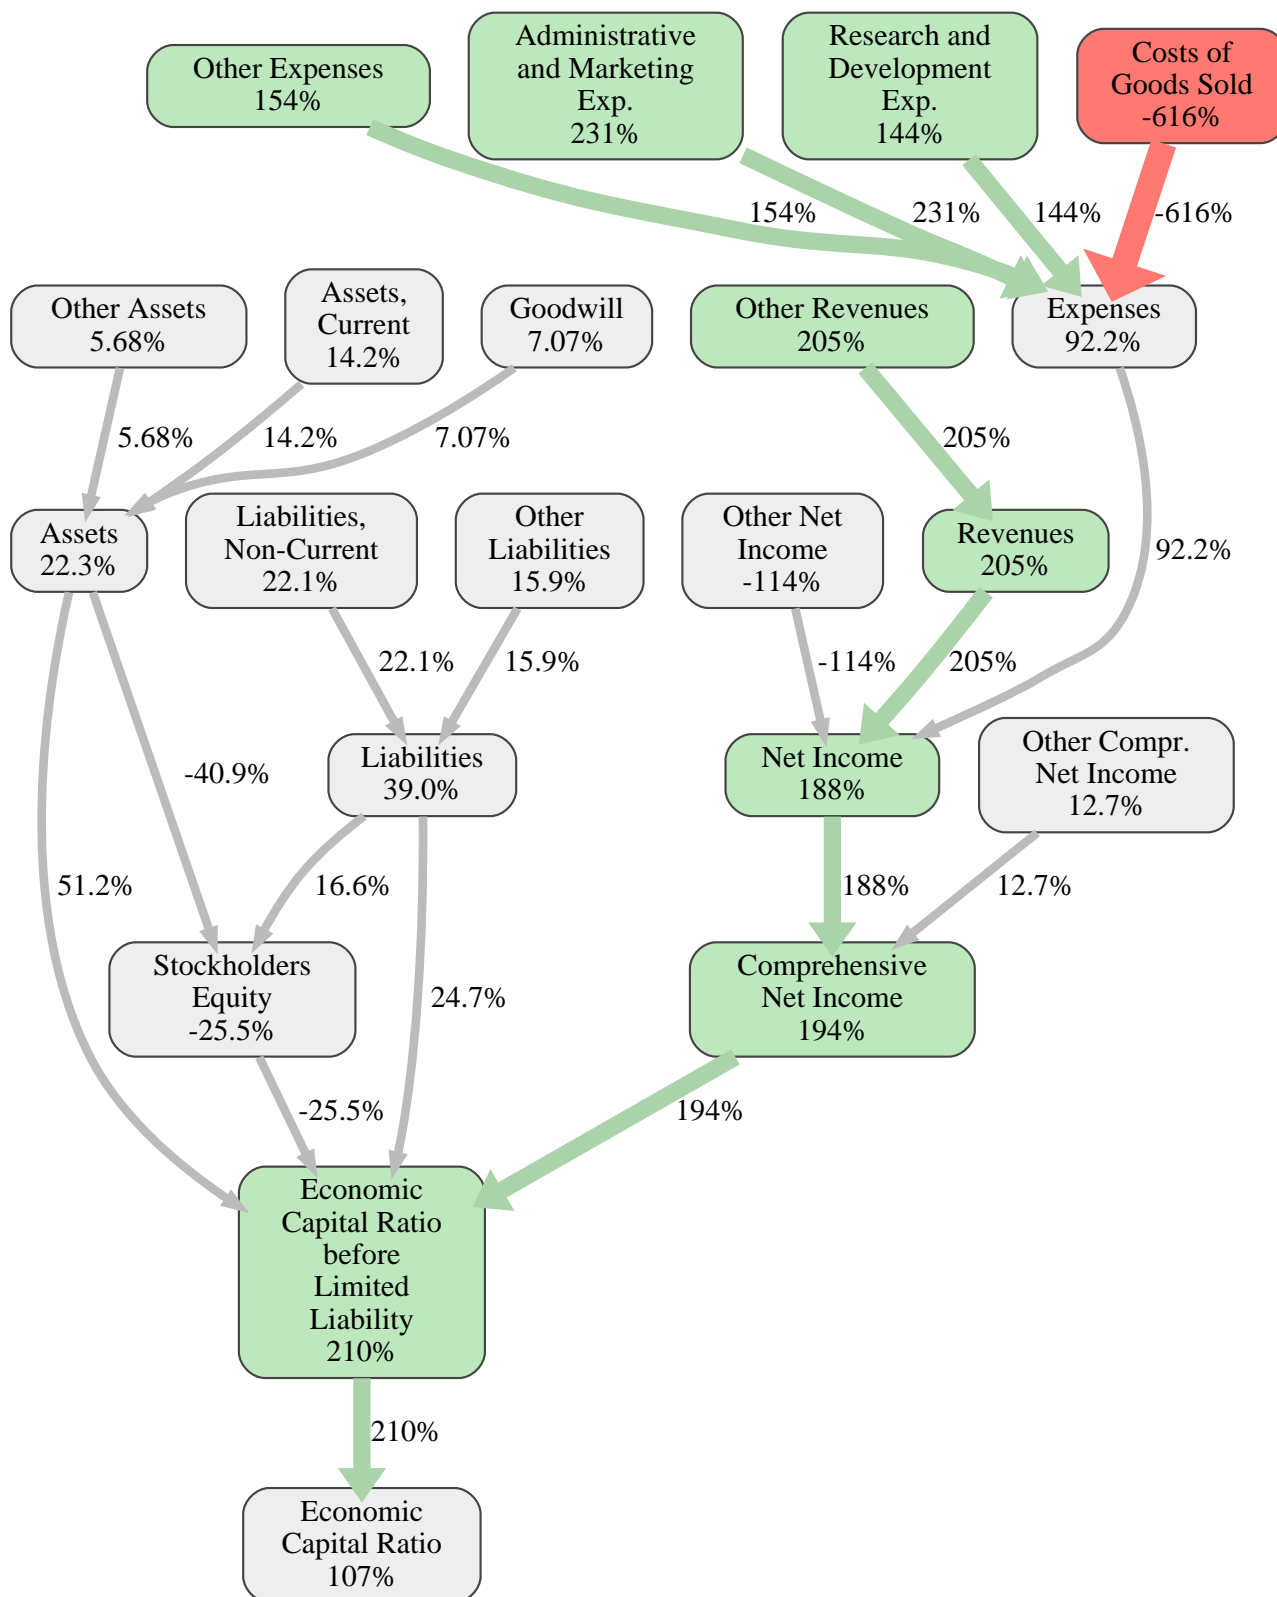 Other Expenses
154%
Administrative
and Marketing
Exp.
231%
Research and
Development
Exp.
144%
Costs of
Goods Sold
-616%
154%
231%
144%
-616%
Other Assets
5.68%
Assets,
Current
14.2%
Goodwill
7.07%
Other Revenues
205%
Expenses
92.2%
5.68%
14.2%
7.07%
205%
Assets
22.3%
Liabilities,
Non-Current
22.1%
Other
Liabilities
15.9%
Other Net
Income
-114%
Revenues
205%
92.2%
22.1%
15.9%
-114%
205%
-40.9%
Liabilities
39.0%
Net Income
188%
Other Compr.
Net Income
12.7%
51.2%
16.6%
188%
12.7%
Stockholders
Equity
-25.5%
24.7%
Comprehensive
Net Income
194%
-25.5%
194%
Economic
Capital Ratio
before
Limited
Liability
210%
210%
Economic
Capital Ratio
107%